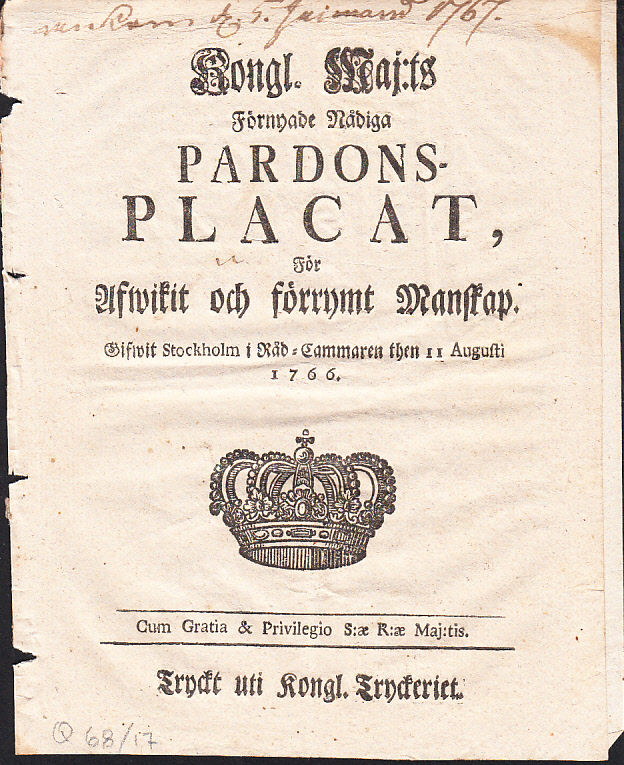 ankom d. 5. 1767.
Kongl. Maj:ts
Förnyade Nådiga
PARDONS-
PLACAT,
För
Afwikit och förrymt Manskap.
Gifwit Stockholm i Råd-Cammaren then 11 Augusti
1766.
Cum Gratia & Privilegio S:æ R:æ Maj:tis.
Tryckt uti Kongl. Tryckeriet.
Q 68/17